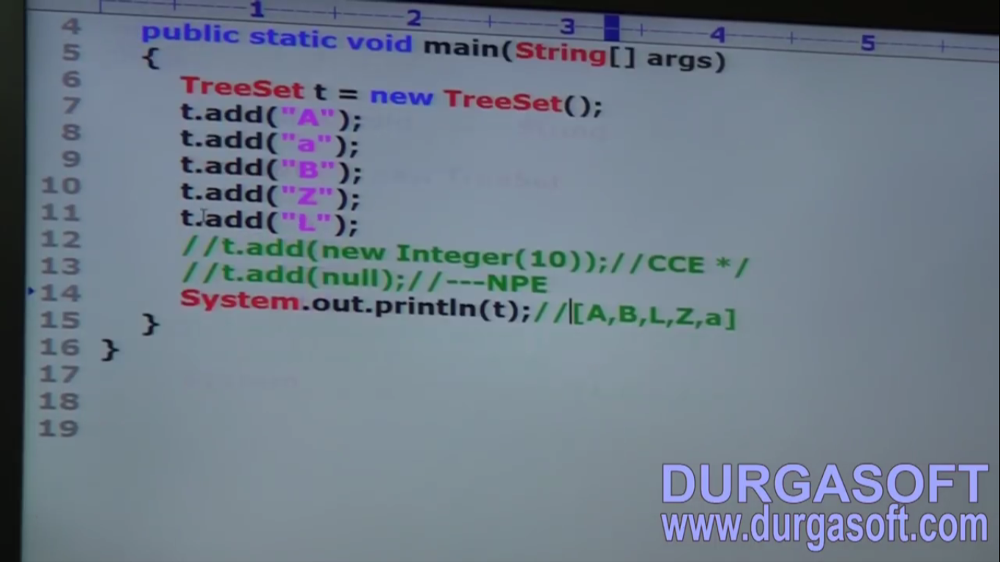 1 2 3 4 5
4 public static void main(String[] args)
5 {
6 TreeSet t = new TreeSet();
7 t.add("A");
8 t.add("a");
9 t.add("B");
10 t.add("Z");
11 t.add("L");
12 //t.add(new Integer(10));//CCE */
13 //t.add(null);//---NPE
14 System.out.println(t);//[A,B,L,Z,a]
15 }
16 }
17
18
19
DURGASOFT
www.durgasoft.com